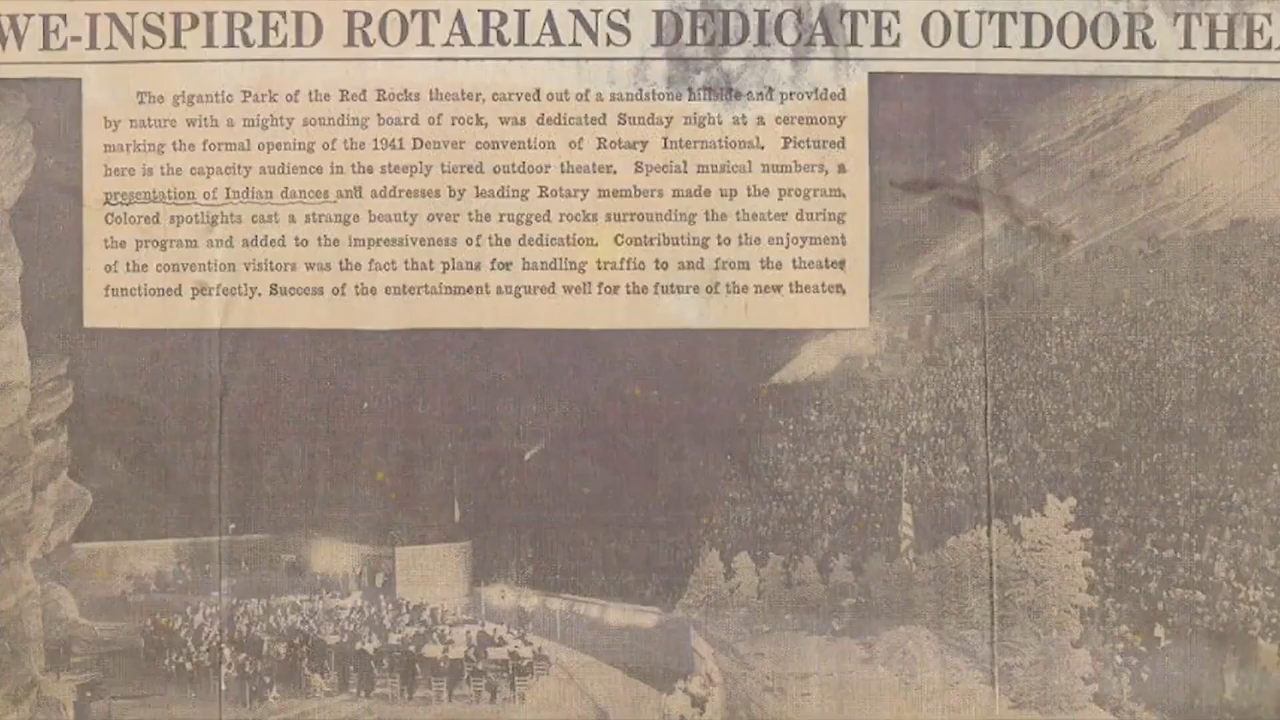 WE-INSPIRED ROTARIANS DEDICATE OUTDOOR THE
The gigantic Park of the Red Rocks theater, carved out of a sandstone hillside and provided
by nature with a mighty sounding board of rock, was dedicated Sunday night at a ceremony
marking the formal opening of the 1941 Denver convention of Rotary International. Pictured
here is the capacity audience in the steeply tiered outdoor theater. Special musical numbers, a
presentation of Indian dances and addresses by leading Rotary members made up the program.
Colored spotlights cast a strange beauty over the rugged rocks surrounding the theater during
the program and added to the impressiveness of the dedication. Contributing to the enjoyment
of the convention visitors was the fact that plans for handling traffic to and from the theater
functioned perfectly. Success of the entertainment augured well for the future of the new theater.